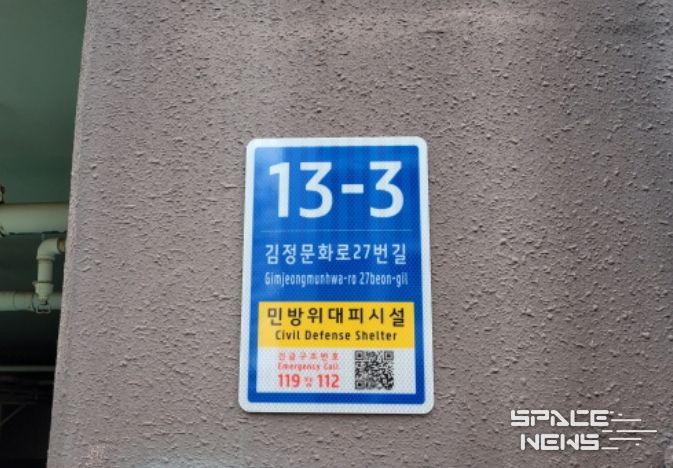 13-3
김정문화로27번길
Gimjeongmunhwa-ro 27beon-gil
민방위대피시설
Civil Defense Shelter
긴급구조번호
Emergency Call
119 112
SPACE
NEWS